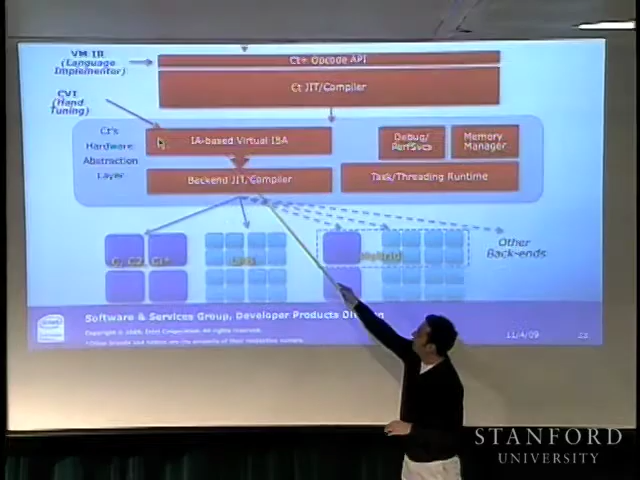 VM IR
(Language
Implementor)
Ct+ Opcode API
Ct JIT/Compiler
CVI
(Hand
Tuning)
Ct's
Hardware
Abstraction
Layer
IA-based Virtual ISA
Debug/
PerfSvcs
Memory
Manager
Backend JIT/Compiler
Task/Threading Runtime
Hybrid
Other
Back-ends
Software & Services Group, Developer Products Division
Copyright © 2009, Intel Corporation. All rights reserved.
*Other brands and names are the property of their respective owners.
11/4/09
STANFORD
UNIVERSITY